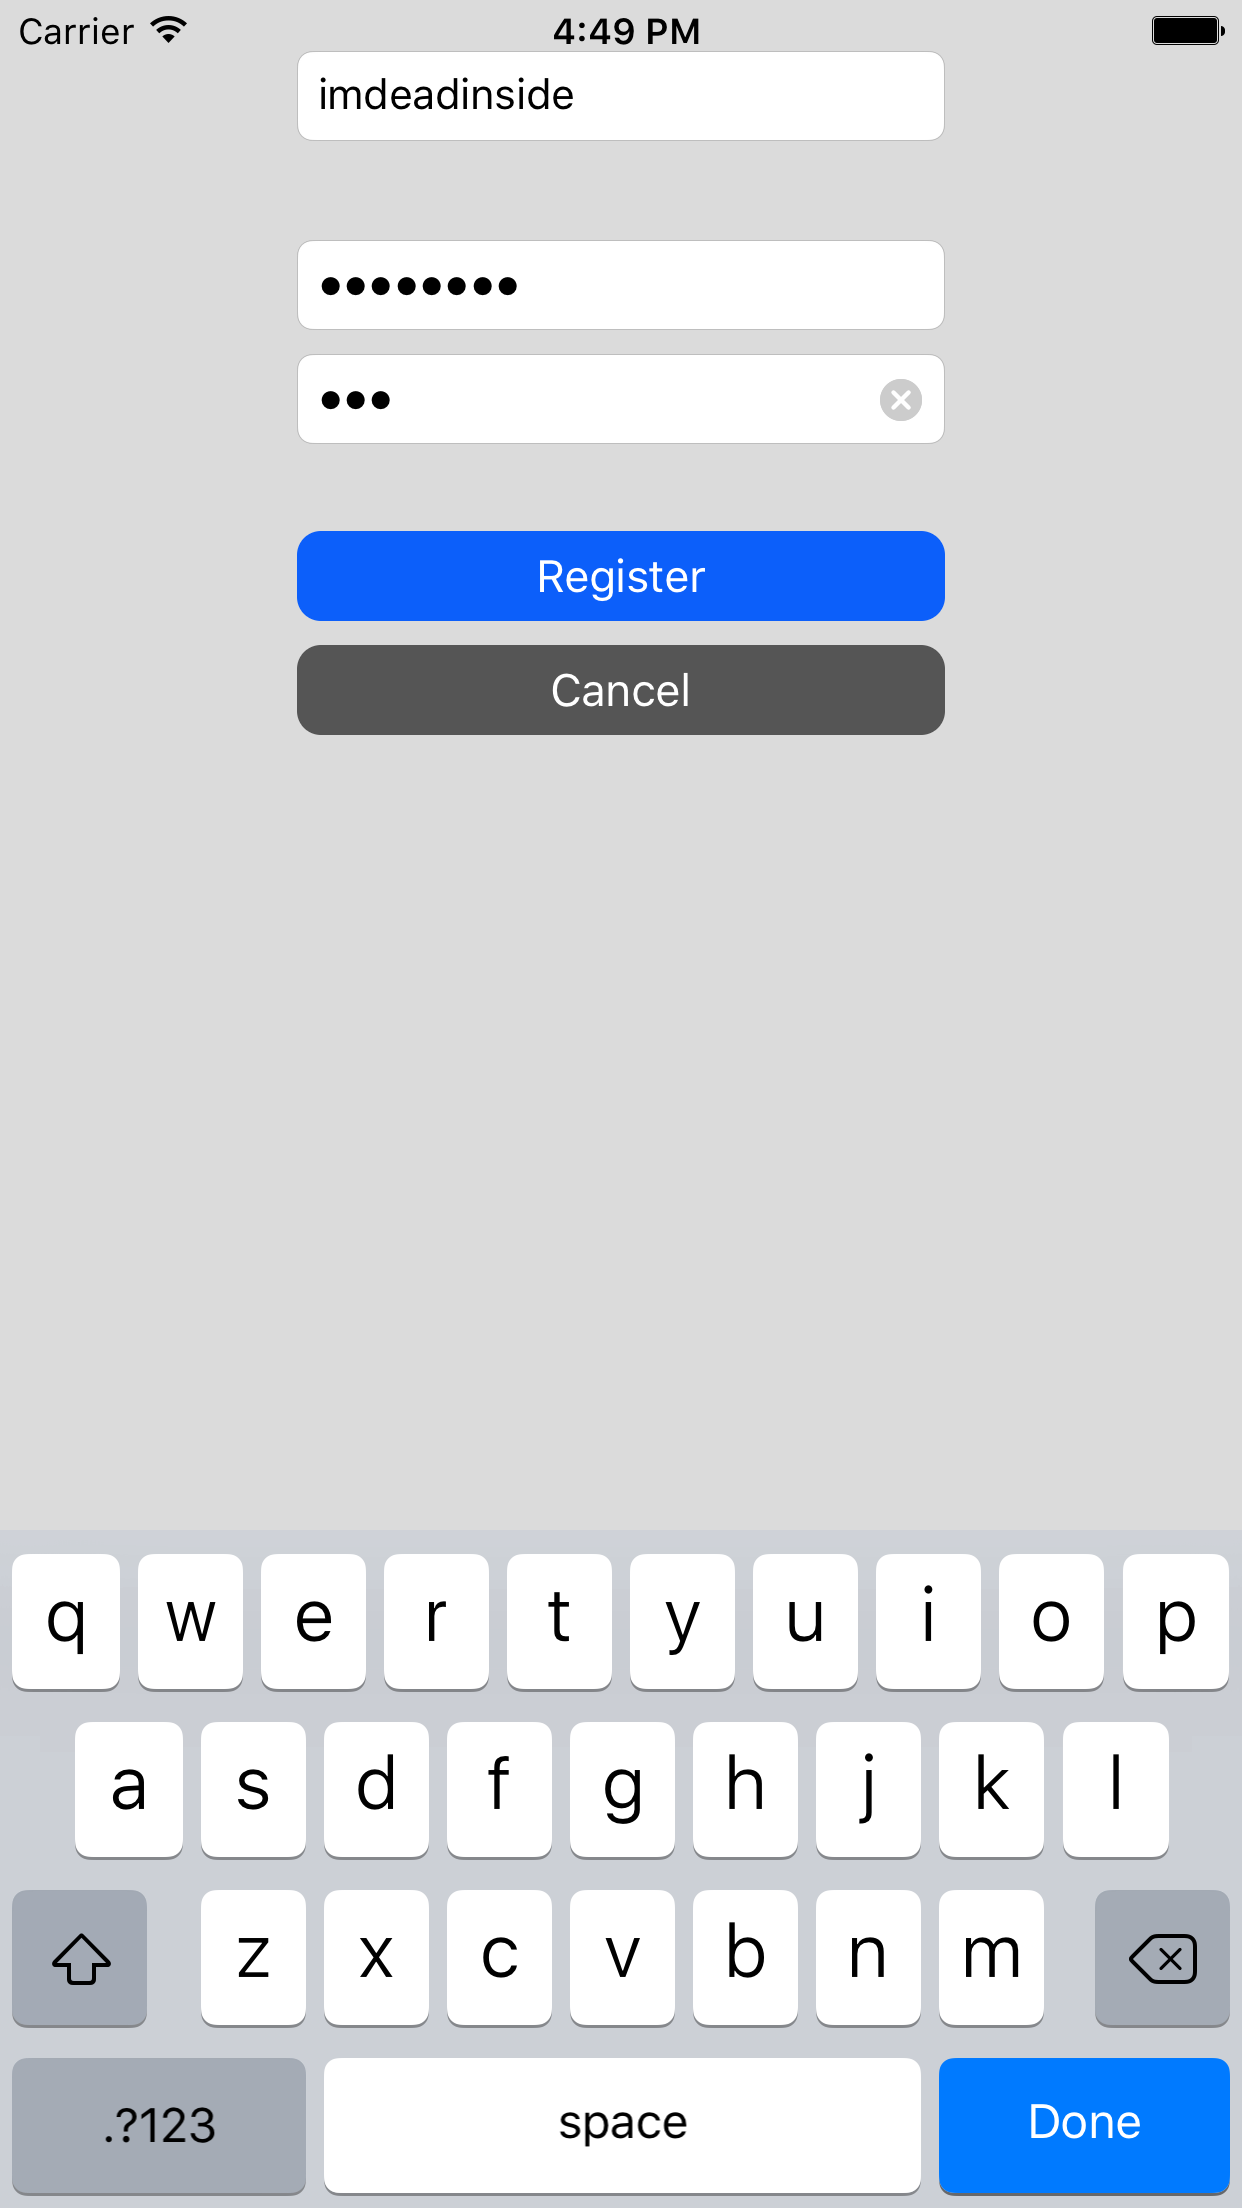 Carrier 4:49 PM
imdeadinside
••••••••
•••
Register
Cancel
q w e r t y u i o p
a s d f g h j k l
z x c v b n m
.?123 space Done